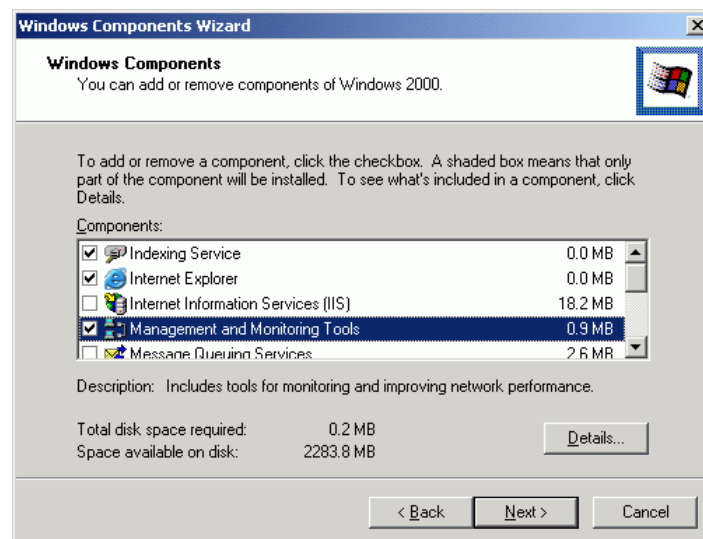 Windows Components Wizard
Windows Components
You can add or remove components of Windows 2000.
To add or remove a component, click the checkbox. A shaded box means that only
part of the component will be installed. To see what's included in a component, click
Details.
Components:
Indexing Service 0.0 MB
Internet Explorer 0.0 MB
Internet Information Services (IIS) 18.2 MB
Management and Monitoring Tools 0.9 MB
Message Queuing Services 2.6 MB
Description: Includes tools for monitoring and improving network performance.
Total disk space required: 0.2 MB
Space available on disk: 2283.8 MB
Details...
< Back Next > Cancel